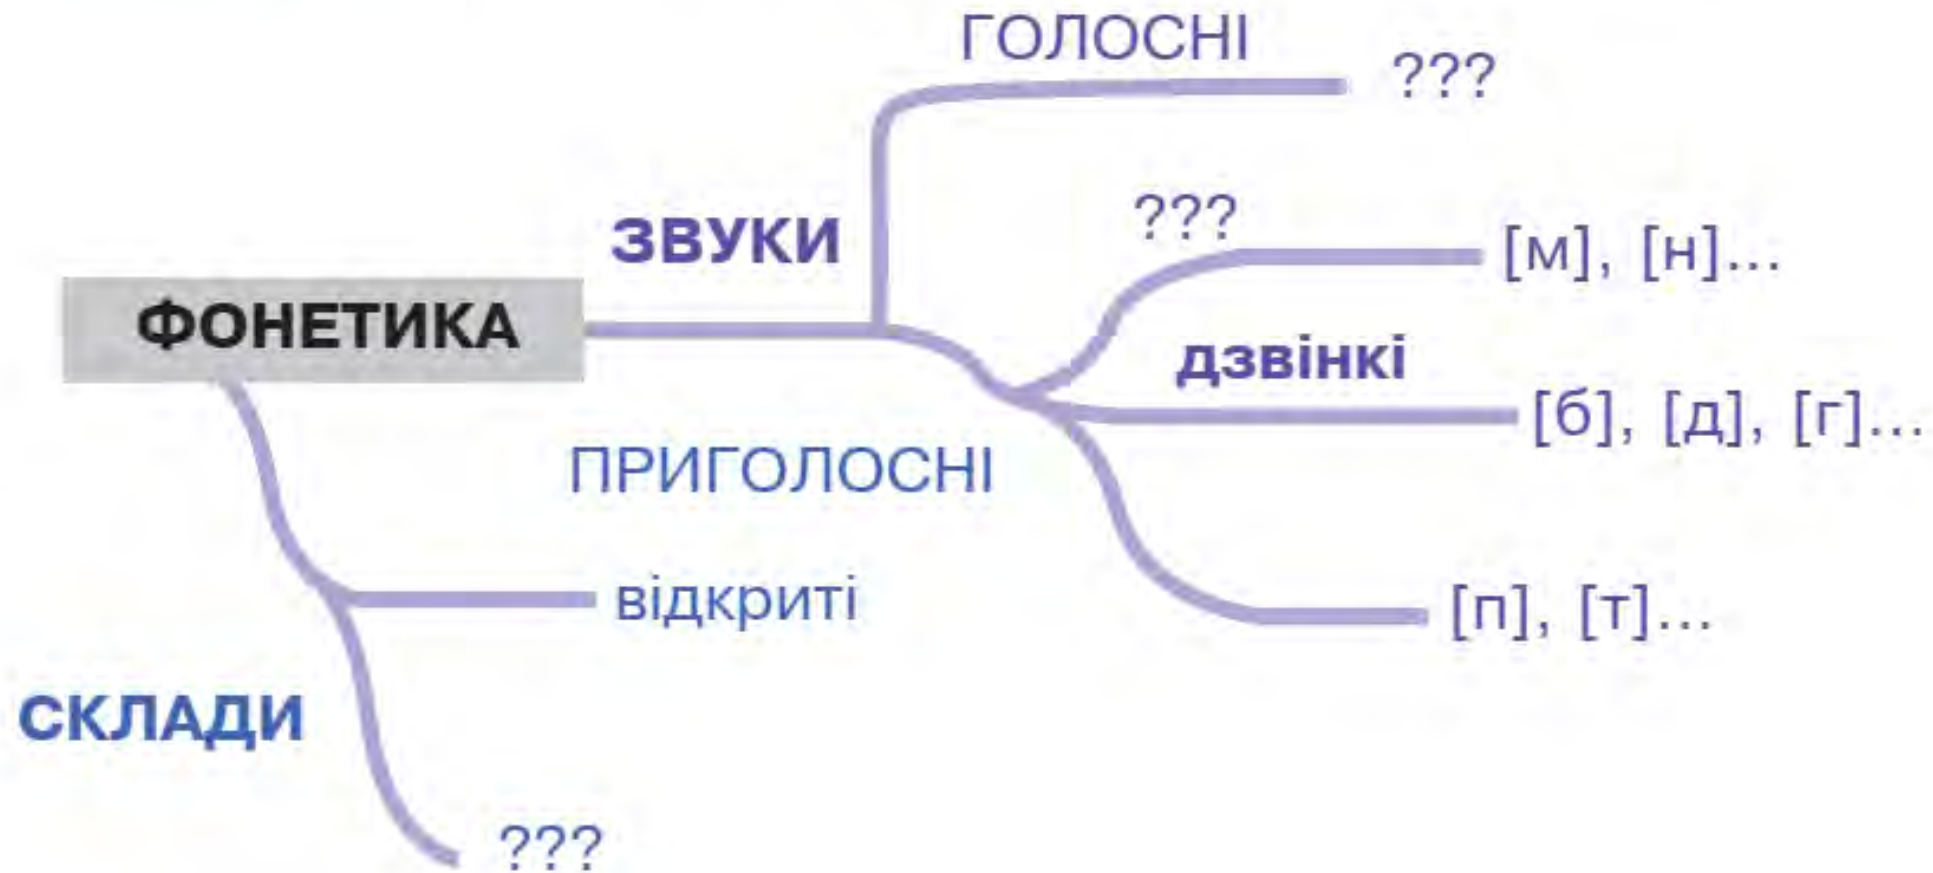 ГОЛОСНІ
???
???
ЗВУКИ
[м], [н]...
ФОНЕТИКА
дзвінкі
[б], [д], [г]...
ПРИГОЛОСНІ
відкриті
[п], [т]...
СКЛАДИ
???